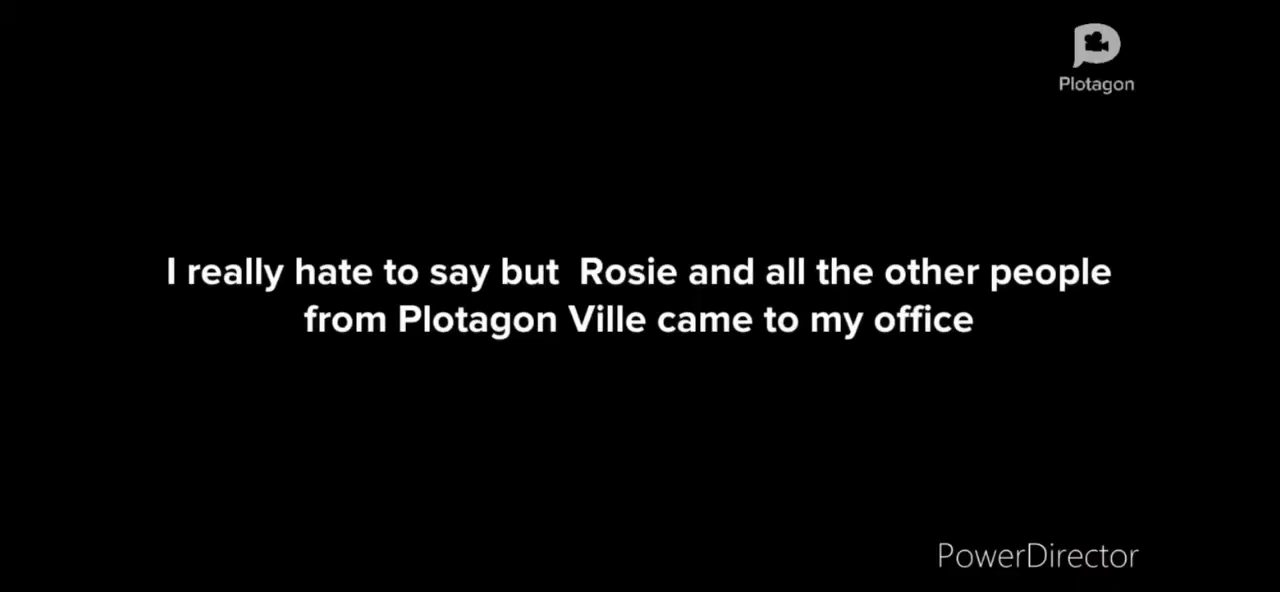 Plotagon
I really hate to say but  Rosie and all the other people
from Plotagon Ville came to my office
PowerDirector